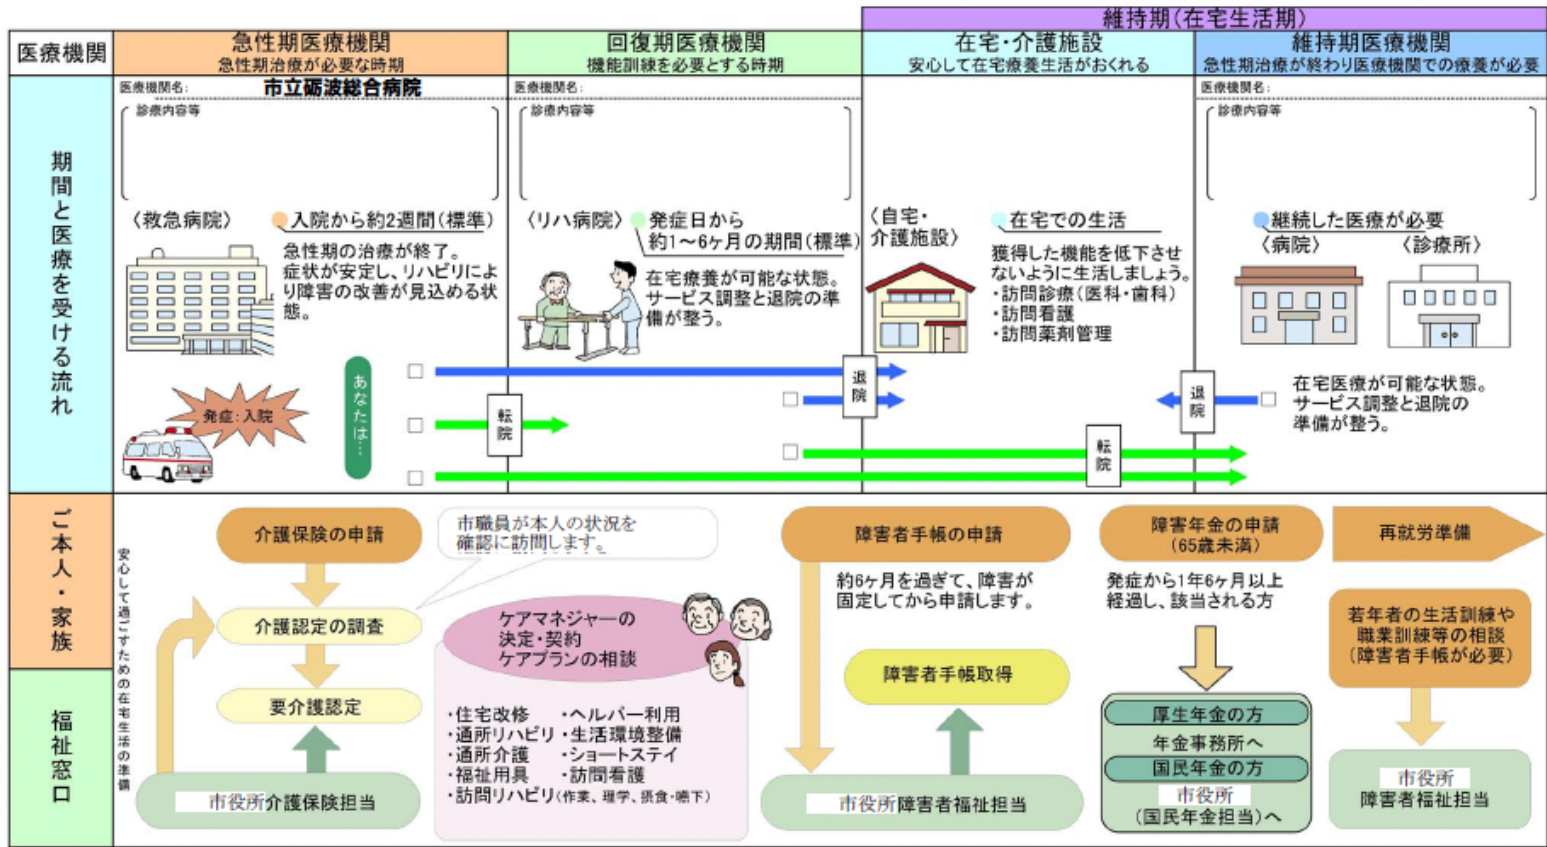 維持期(在宅生活期)
医療機関
急性期医療機関
急性期治療が必要な時期
回復期医療機関
機能訓練を必要とする時期
在宅・介護施設
安心して在宅療養生活がおくれる
維持期医療機関
急性期治療が終わり医療機関での療養が必要
期間と医療を受ける流れ
医療機関名:
市立砺波総合病院
診療内容等
〈救急病院〉
入院から約2週間(標準)
急性期の治療が終了。
症状が安定し、リハビリによ
り障害の改善が見込める状
態。
発症:入院
あなたは…
医療機関名:
診療内容等
〈リハ病院〉
発症日から
約1~6ヶ月の期間(標準)
在宅療養が可能な状態。
サービス調整と退院の準
備が整う。
〈自宅・
介護施設〉
在宅での生活
獲得した機能を低下させ
ないように生活しましょう。
・訪問診療(医科・歯科)
・訪問看護
・訪問薬剤管理
医療機関名:
診療内容等
継続した医療が必要
〈病院〉
〈診療所〉
在宅医療が可能な状態。
サービス調整と退院の
準備が整う。
退院
退院
転院
転院
ご本人・家族
福祉窓口
安心して過ごすための在宅生活の準備
介護保険の申請
市職員が本人の状況を
確認に訪問します。
介護認定の調査
要介護認定
市役所介護保険担当
ケアマネジャーの
決定・契約
ケアプランの相談
・住宅改修 ・ヘルパー利用
・通所リハビリ ・生活環境整備
・通所介護 ・ショートステイ
・福祉用具 ・訪問看護
・訪問リハビリ(作業、理学、摂食・嚥下)
障害者手帳の申請
約6ヶ月を過ぎて、障害が
固定してから申請します。
障害者手帳取得
市役所障害者福祉担当
障害年金の申請
(65歳未満)
発症から1年6ヶ月以上
経過し、該当される方
厚生年金の方
年金事務所へ
国民年金の方
市役所
(国民年金担当)へ
再就労準備
若年者の生活訓練や
職業訓練等の相談
(障害者手帳が必要)
市役所
障害者福祉担当